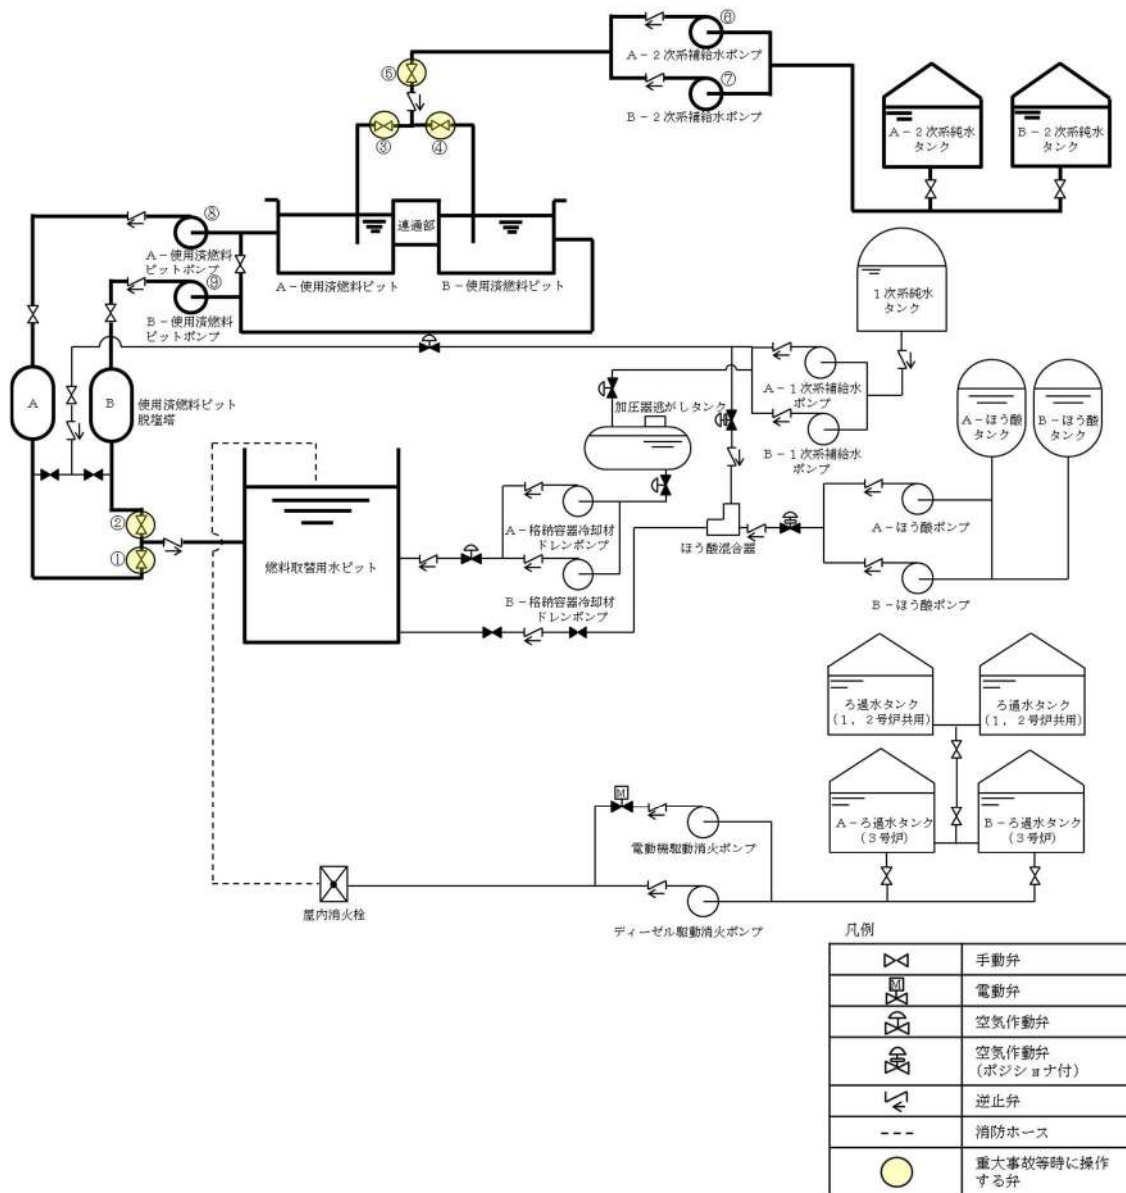 ⑥
A-2次系補給水ポンプ
⑦
B-2次系補給水ポンプ
⑤
③
④
A-2次系純水
タンク
B-2次系純水
タンク
⑧
連通部
A-使用済燃料
ピットポンプ
A-使用済燃料ピット
B-使用済燃料ピット
⑨
B-使用済燃料
ピットポンプ
1次系純水
タンク
A
B
使用済燃料ピット
脱塩塔
加圧器逃がしタンク
A-1次系補給水
ポンプ
B-1次系補給水
ポンプ
A-ほう酸
タンク
B-ほう酸
タンク
②
①
燃料取替用水ピット
A-格納容器冷却材
ドレンポンプ
B-格納容器冷却材
ドレンポンプ
ほう酸混合器
A-ほう酸ポンプ
B-ほう酸ポンプ
ろ過水タンク
(1,2号炉共用)
ろ過水タンク
(1,2号炉共用)
A-ろ過水タンク
(3号炉)
B-ろ過水タンク
(3号炉)
M
電動機駆動消火ポンプ
屋内消火栓
ディーゼル駆動消火ポンプ
凡例
手動弁
M
電動弁
空気作動弁
空気作動弁
(ポジショナ付)
逆止弁
消防ホース
重大事故等時に操作
する弁